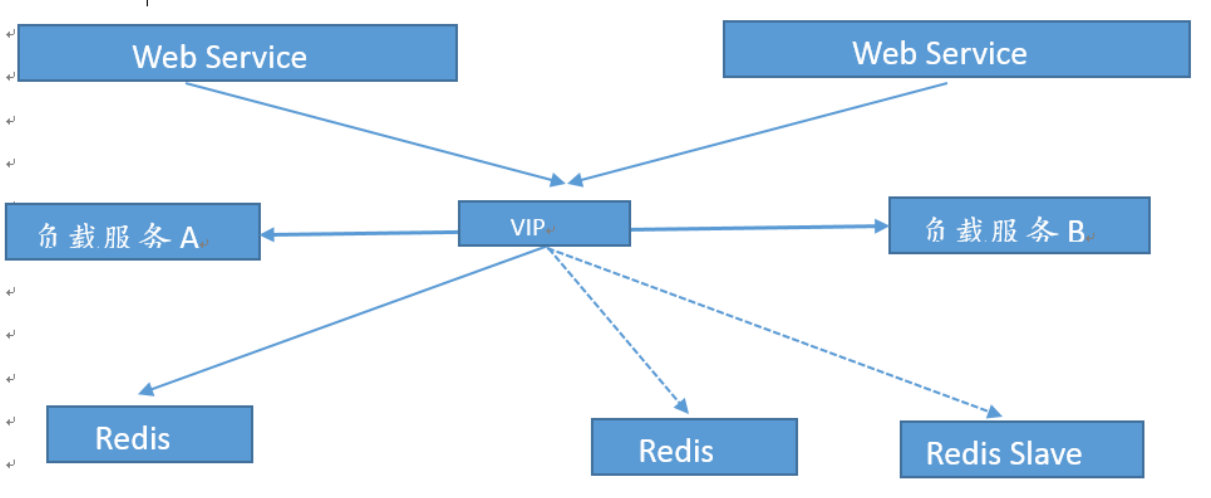 Web Service
Web Service
负载服务 A
VIP
负载服务 B
Redis
Redis
Redis Slave